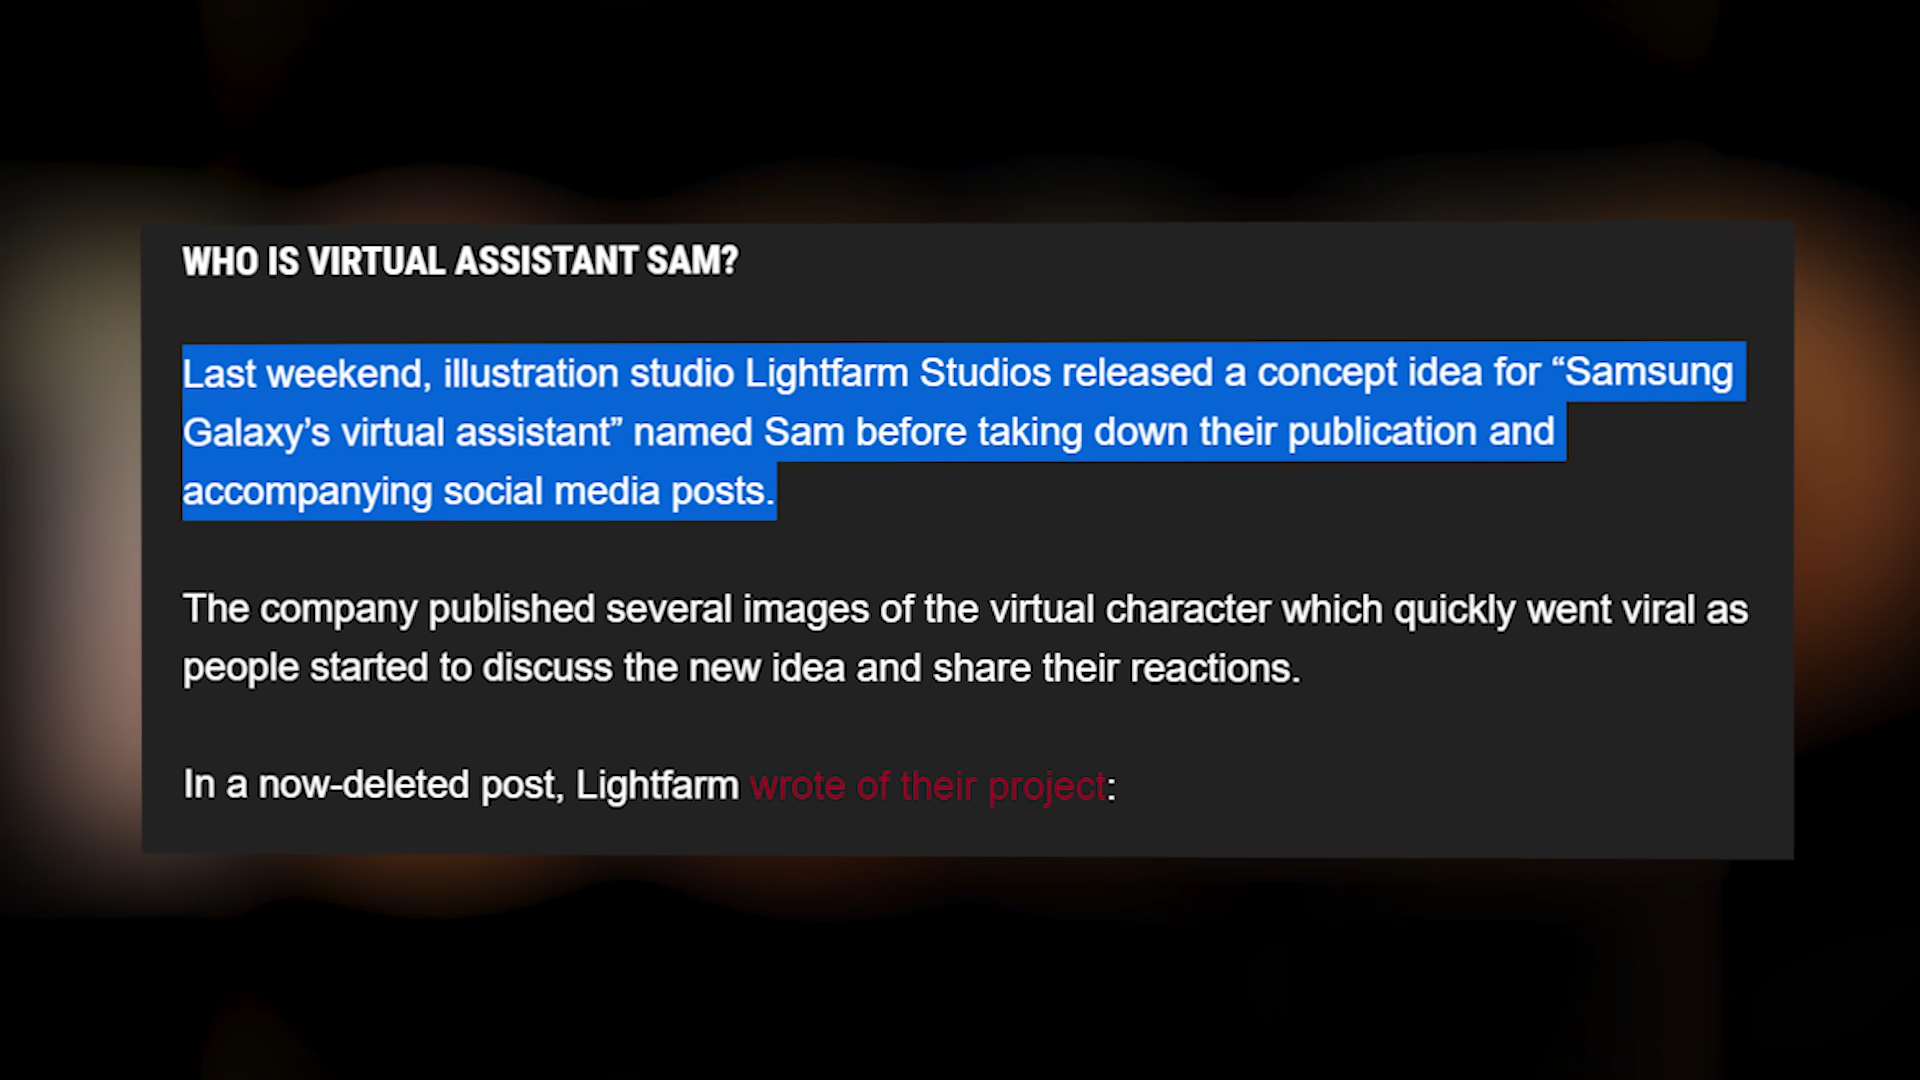 WHO IS VIRTUAL ASSISTANT SAM?
Last weekend, illustration studio Lightfarm Studios released a concept idea for “Samsung
Galaxy’s virtual assistant” named Sam before taking down their publication and
accompanying social media posts.
The company published several images of the virtual character which quickly went viral as
people started to discuss the new idea and share their reactions.
In a now-deleted post, Lightfarm wrote of their project: